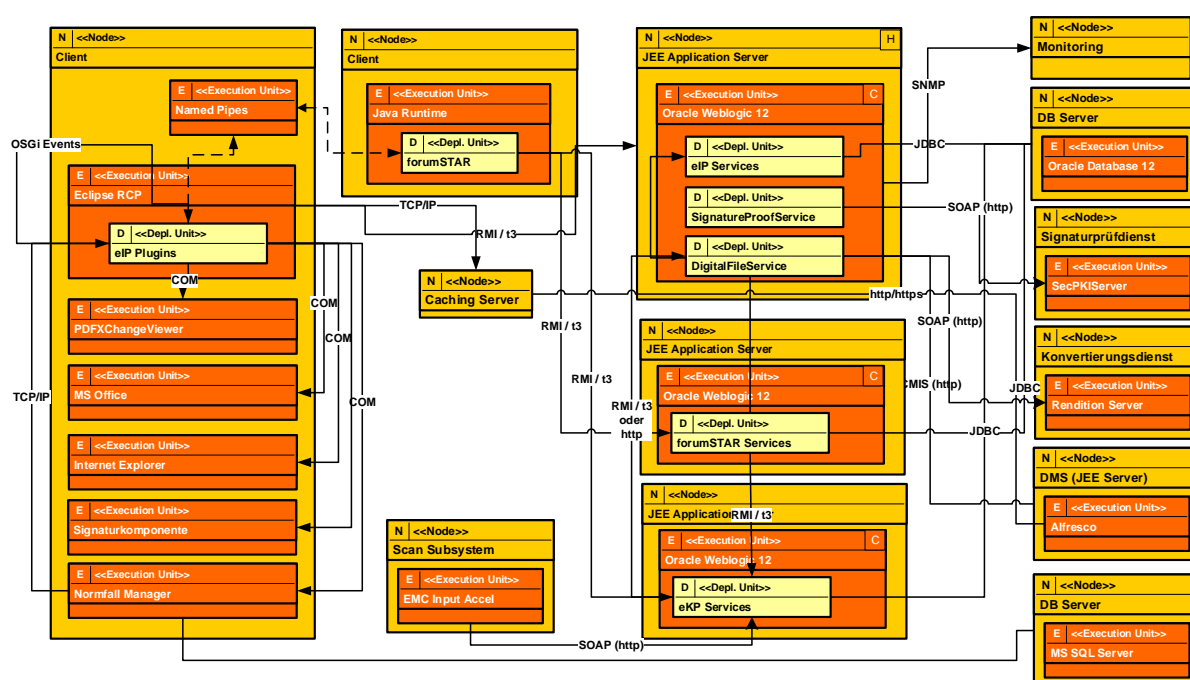 N <<Node>>
Client
E <<Execution Unit>>
Named Pipes
OSGi Events
E <<Execution Unit>>
Eclipse RCP
D <<Depl. Unit>>
eIP Plugins
COM
E <<Execution Unit>>
PDFXChangeViewer
COM
COM
E <<Execution Unit>>
MS Office
TCP/IP
COM
E <<Execution Unit>>
Internet Explorer
E <<Execution Unit>>
Signaturkomponente
E <<Execution Unit>>
Normfall Manager
N <<Node>>
Client
E <<Execution Unit>>
Java Runtime
D <<Depl. Unit>>
forumSTAR
TCP/IP
RMI / t3
N <<Node>>
Caching Server
RMI / t3
RMI / t3
N <<Node>>
Scan Subsystem
E <<Execution Unit>>
EMC Input Accel
SOAP (http)
N <<Node>> H
JEE Application Server
E <<Execution Unit>> C
Oracle Weblogic 12
D <<Depl. Unit>>
eIP Services
D <<Depl. Unit>>
SignatureProofService
D <<Depl. Unit>>
DigitalFileService
SNMP
JDBC
SOAP (http)
http/https
SOAP (http)
N <<Node>>
JEE Application Server
E <<Execution Unit>> C
Oracle Weblogic 12
CMIS (http)
RMI / t3
oder
http
D <<Depl. Unit>>
forumSTAR Services
JDBC
N <<Node>>
JEE Application
RMI / t3
E <<Execution Unit>> C
Oracle Weblogic 12
D <<Depl. Unit>>
eKP Services
N <<Node>>
Monitoring
N <<Node>>
DB Server
E <<Execution Unit>>
Oracle Database 12
N <<Node>>
Signaturprüfdienst
E <<Execution Unit>>
SecPKIServer
N <<Node>>
Konvertierungsdienst
E <<Execution Unit>>
Rendition Server
JDBC
N <<Node>>
DMS (JEE Server)
E <<Execution Unit>>
Alfresco
N <<Node>>
DB Server
E <<Execution Unit>>
MS SQL Server